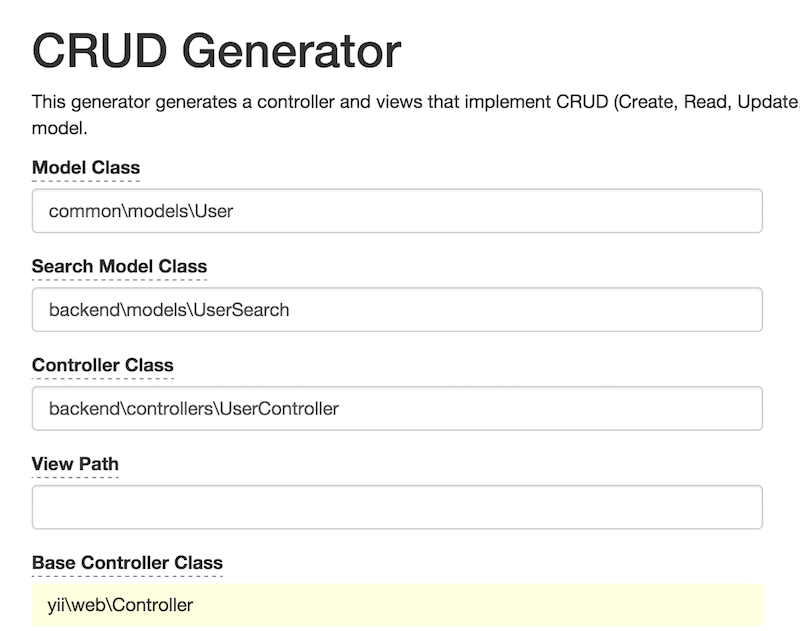 CRUD Generator
This generator generates a controller and views that implement CRUD (Create, Read, Update,
model.
Model Class
common\models\User
Search Model Class
backend\models\UserSearch
Controller Class
backend\controllers\UserController
View Path
Base Controller Class
yii\web\Controller